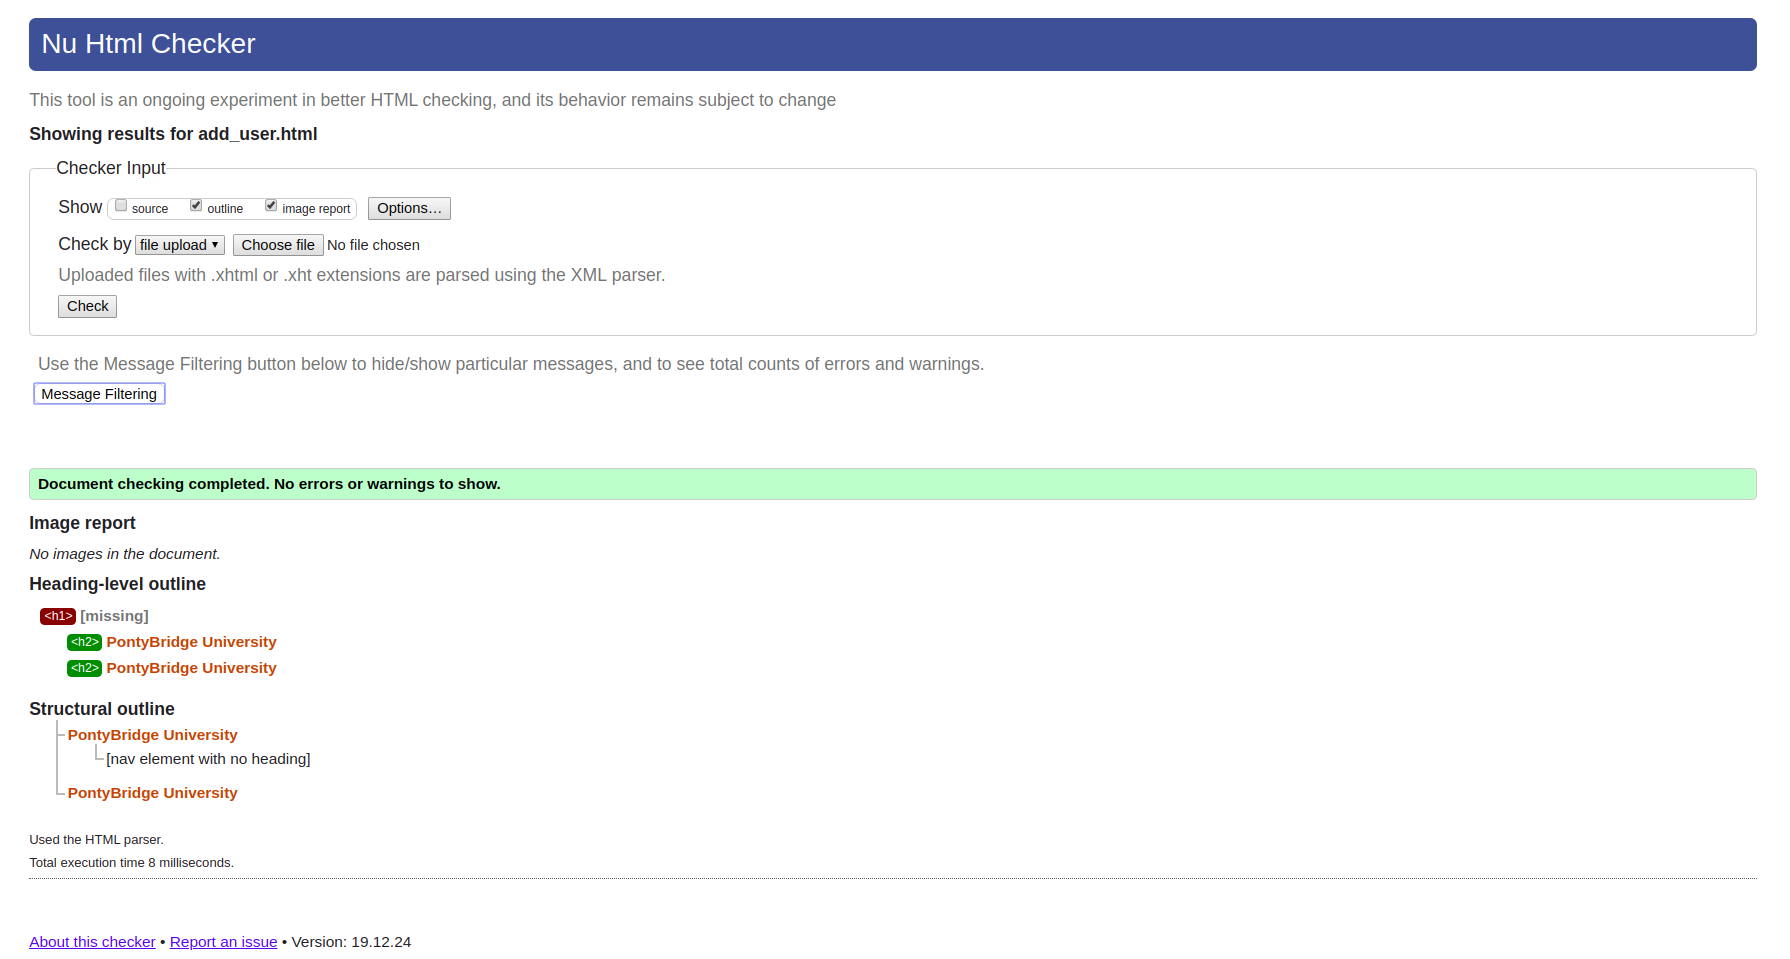 Nu Html Checker
This tool is an ongoing experiment in better HTML checking, and its behavior remains subject to change
Showing results for add_user.html
Checker Input
Show source outline image report Options…
Check by file upload ▼ Choose file No file chosen
Uploaded files with .xhtml or .xht extensions are parsed using the XML parser.
Check
Use the Message Filtering button below to hide/show particular messages, and to see total counts of errors and warnings.
Message Filtering
Document checking completed. No errors or warnings to show.
Image report
No images in the document.
Heading-level outline
<h1> [missing]
<h2> PontyBridge University
<h2> PontyBridge University
Structural outline
PontyBridge University
[nav element with no heading]
PontyBridge University
Used the HTML parser.
Total execution time 8 milliseconds.
About this checker • Report an issue • Version: 19.12.24